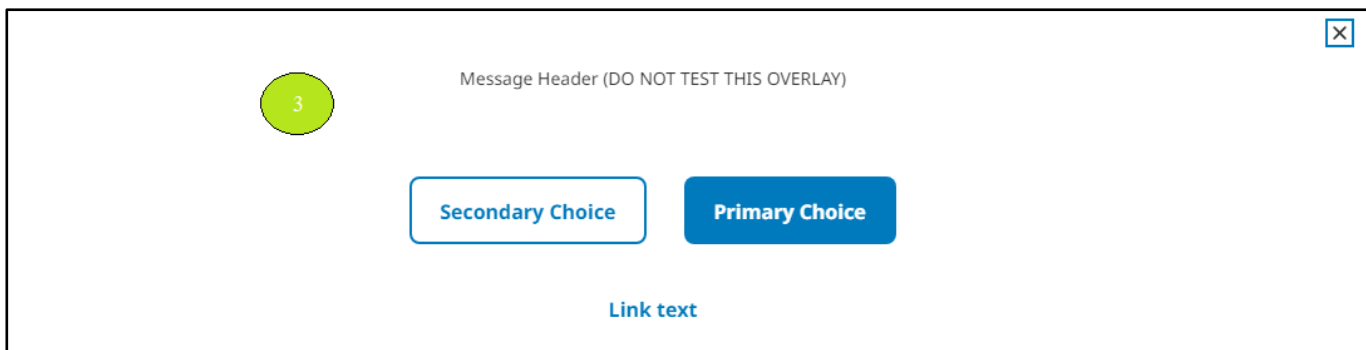 Message Header (DO NOT TEST THIS OVERLAY)
3
Secondary Choice
Primary Choice
Link text